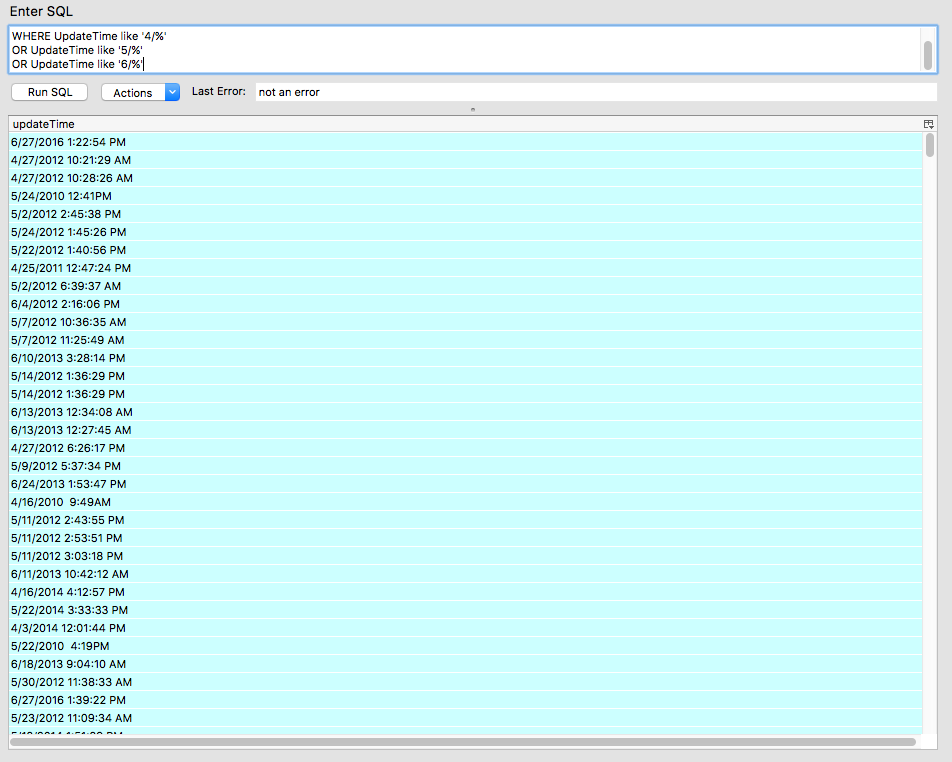 Enter SQL
WHERE UpdateTime like '4/%'
OR UpdateTime like '5/%'
OR UpdateTime like '6/%'
Run SQL Actions Last Error: not an error
updateTime
6/27/2016 1:22:54 PM
4/27/2012 10:21:29 AM
4/27/2012 10:28:26 AM
5/24/2010 12:41PM
5/2/2012 2:45:38 PM
5/24/2012 1:45:26 PM
5/22/2012 1:40:56 PM
4/25/2011 12:47:24 PM
5/2/2012 6:39:37 AM
6/4/2012 2:16:06 PM
5/7/2012 10:36:35 AM
5/7/2012 11:25:49 AM
6/10/2013 3:28:14 PM
5/14/2012 1:36:29 PM
5/14/2012 1:36:29 PM
6/13/2013 12:34:08 AM
6/13/2013 12:27:45 AM
4/27/2012 6:26:17 PM
5/9/2012 5:37:34 PM
6/24/2013 1:53:47 PM
4/16/2010  9:49AM
5/11/2012 2:43:55 PM
5/11/2012 2:53:51 PM
5/11/2012 3:03:18 PM
6/11/2013 10:42:12 AM
4/16/2014 4:12:57 PM
5/22/2014 3:33:33 PM
4/3/2014 12:01:44 PM
5/22/2010  4:19PM
6/18/2013 9:04:10 AM
5/30/2012 11:38:33 AM
6/27/2016 1:39:22 PM
5/23/2012 11:09:34 AM